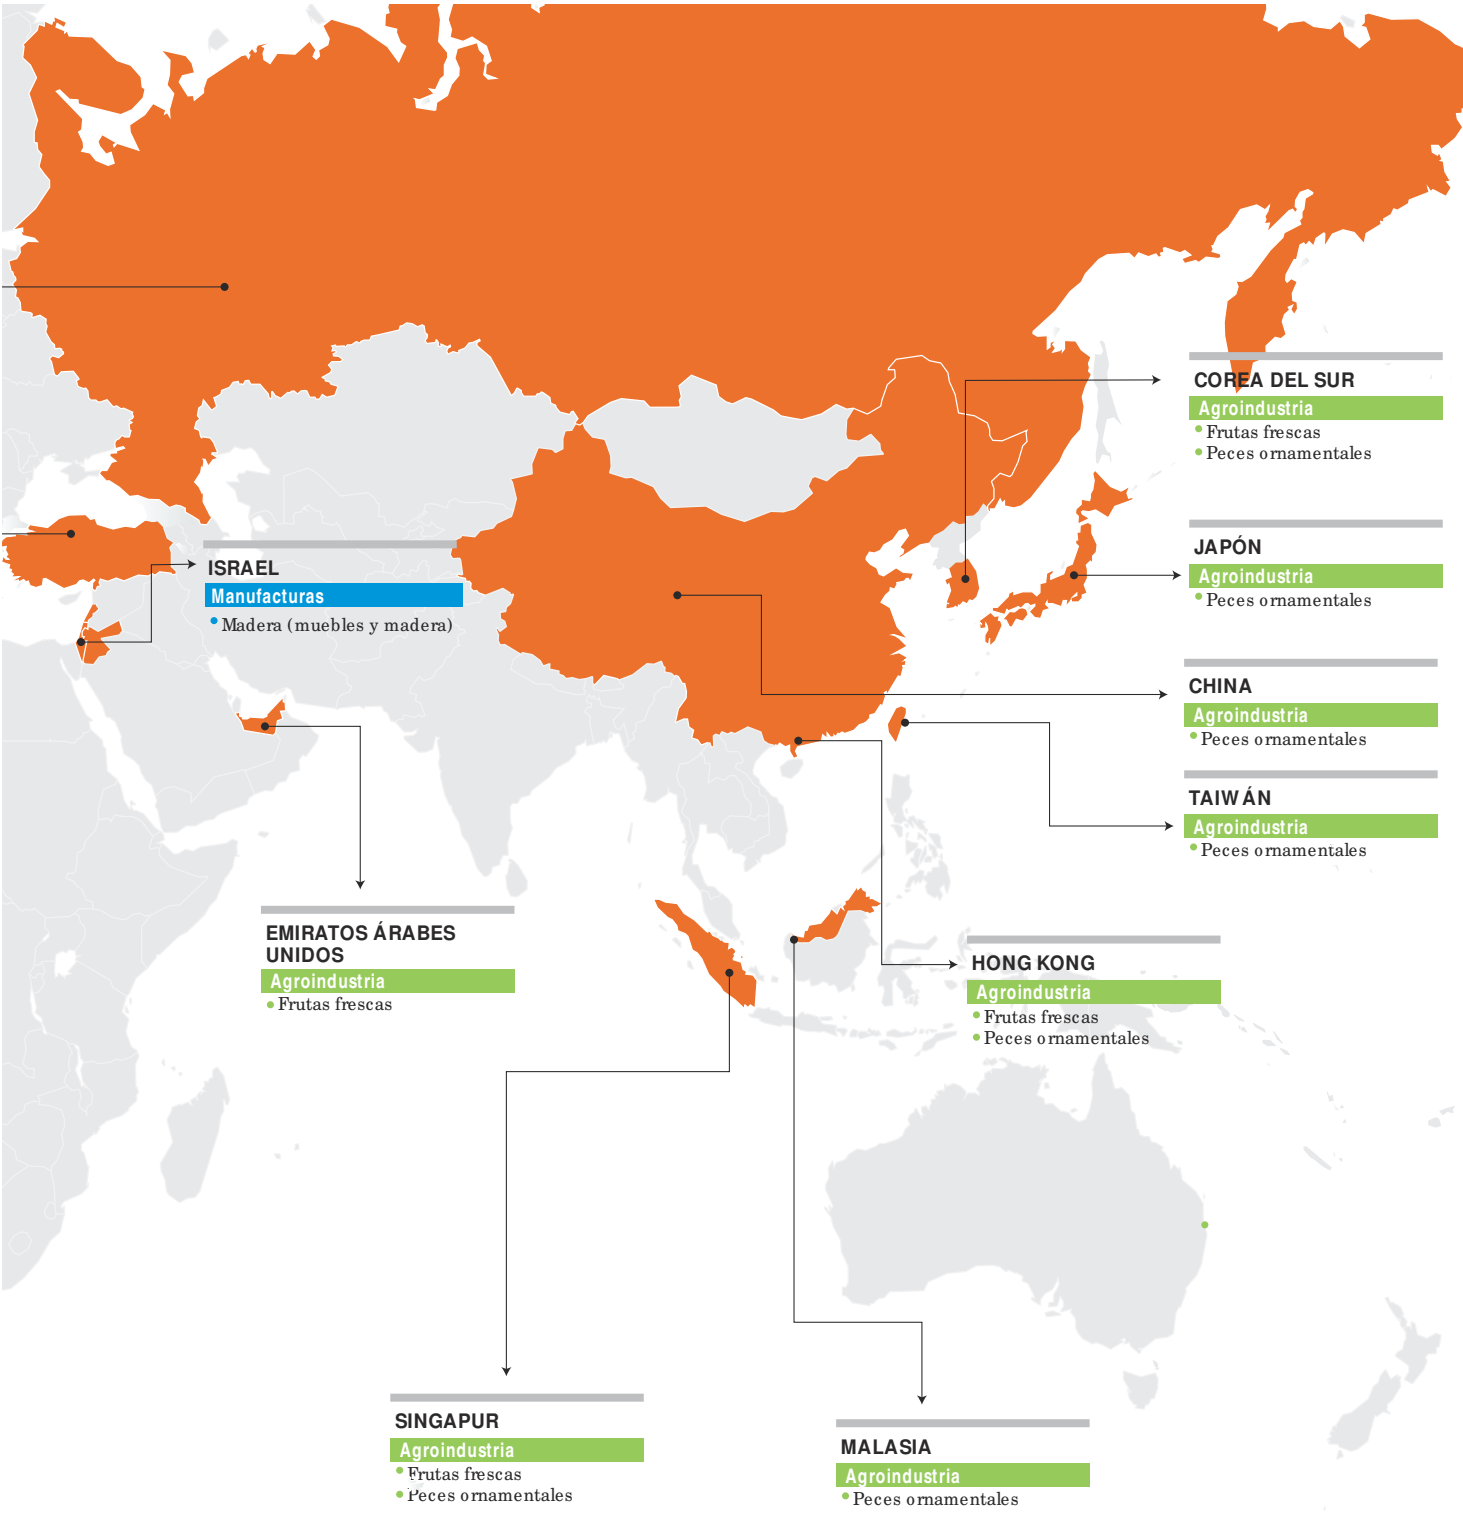 COREA DEL SUR
Agroindustria
Frutas frescas
Peces ornamentales
JAPÓN
Agroindustria
Peces ornamentales
ISRAEL
Manufacturas
Madera (muebles y madera)
CHINA
Agroindustria
Peces ornamentales
TAIWÁN
Agroindustria
Peces ornamentales
EMIRATOS ÁRABES
UNIDOS
Agroindustria
Frutas frescas
HONG KONG
Agroindustria
Frutas frescas
Peces ornamentales
SINGAPUR
Agroindustria
Frutas frescas
Peces ornamentales
MALASIA
Agroindustria
Peces ornamentales